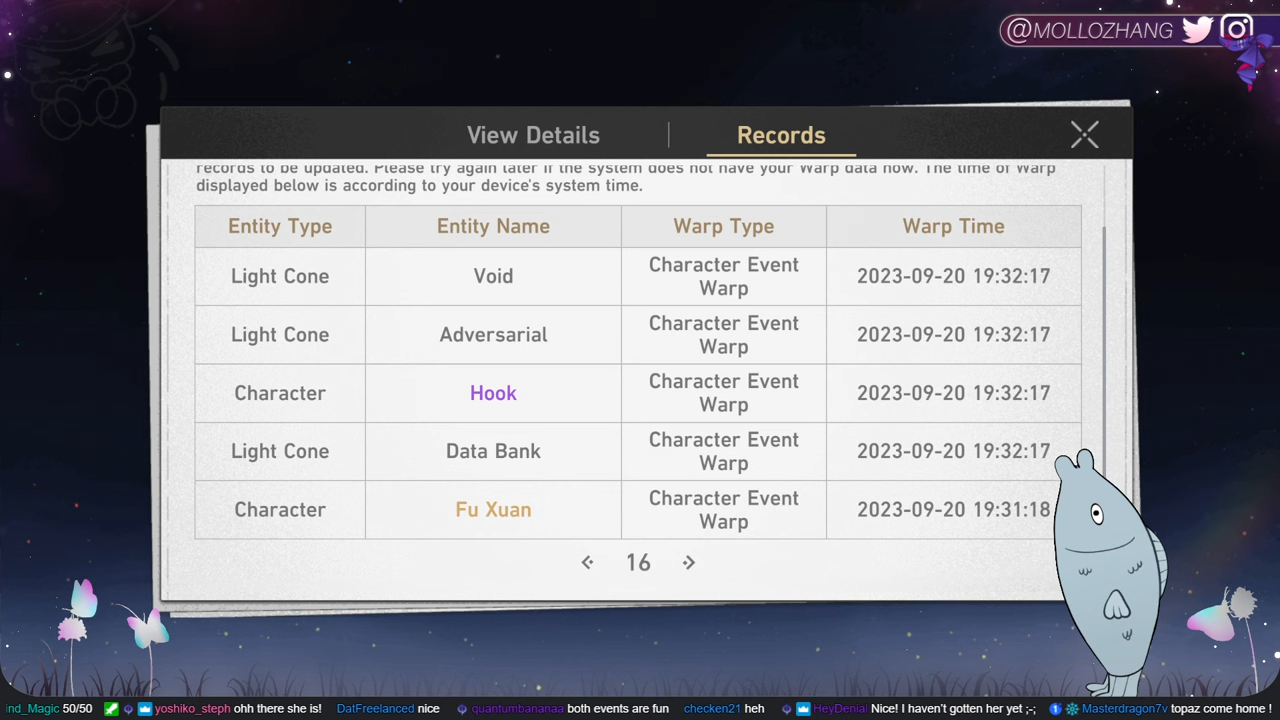 @MOLLOZHANG
View Details
Records
records to be updated. Please try again later if the system does not have your Warp data now. The time of Warp
displayed below is according to your device's system time.
Entity Type Entity Name Warp Type Warp Time
Light Cone Void Character Event Warp 2023-09-20 19:32:17
Light Cone Adversarial Character Event Warp 2023-09-20 19:32:17
Character Hook Character Event Warp 2023-09-20 19:32:17
Light Cone Data Bank Character Event Warp 2023-09-20 19:32:17
Character Fu Xuan Character Event Warp 2023-09-20 19:31:18
16
ind_Magic 50/50 yoshiko_steph ohh there she is! DatFreelanced nice quantumbananaa both events are fun checken21 heh HeyDenial Nice! I haven't gotten her yet ;-; 1 Masterdragon7v topaz come home !